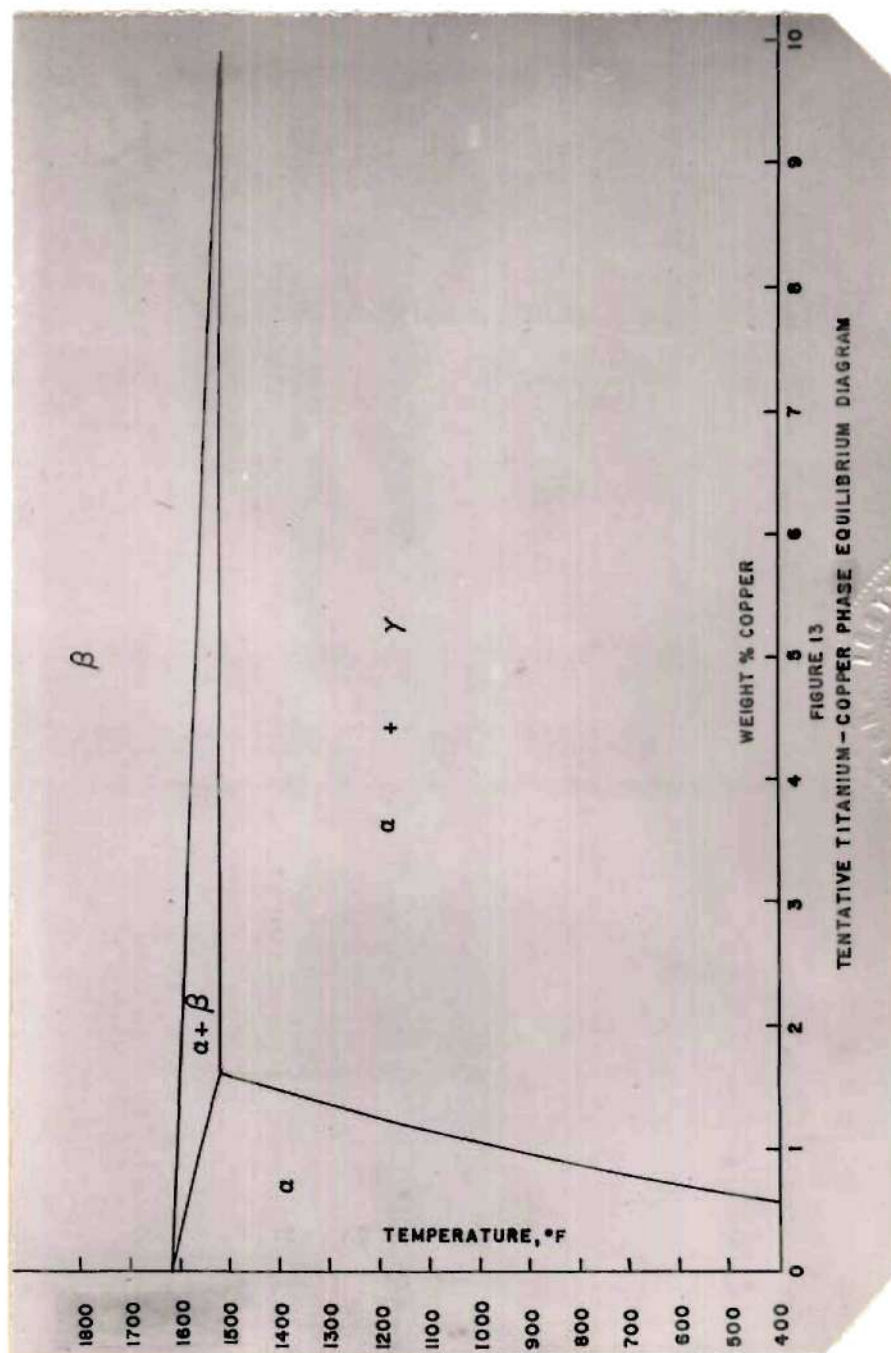 1800
1700
1600
1500
1400
1300
1200
1100
1000
900
800
700
600
500
400
TEMPERATURE, °F
β
α + β
α
α + γ
0 1 2 3 4 5 6 7 8 9 10
WEIGHT % COPPER
FIGURE 13
TENTATIVE TITANIUM-COPPER PHASE EQUILIBRIUM DIAGRAM